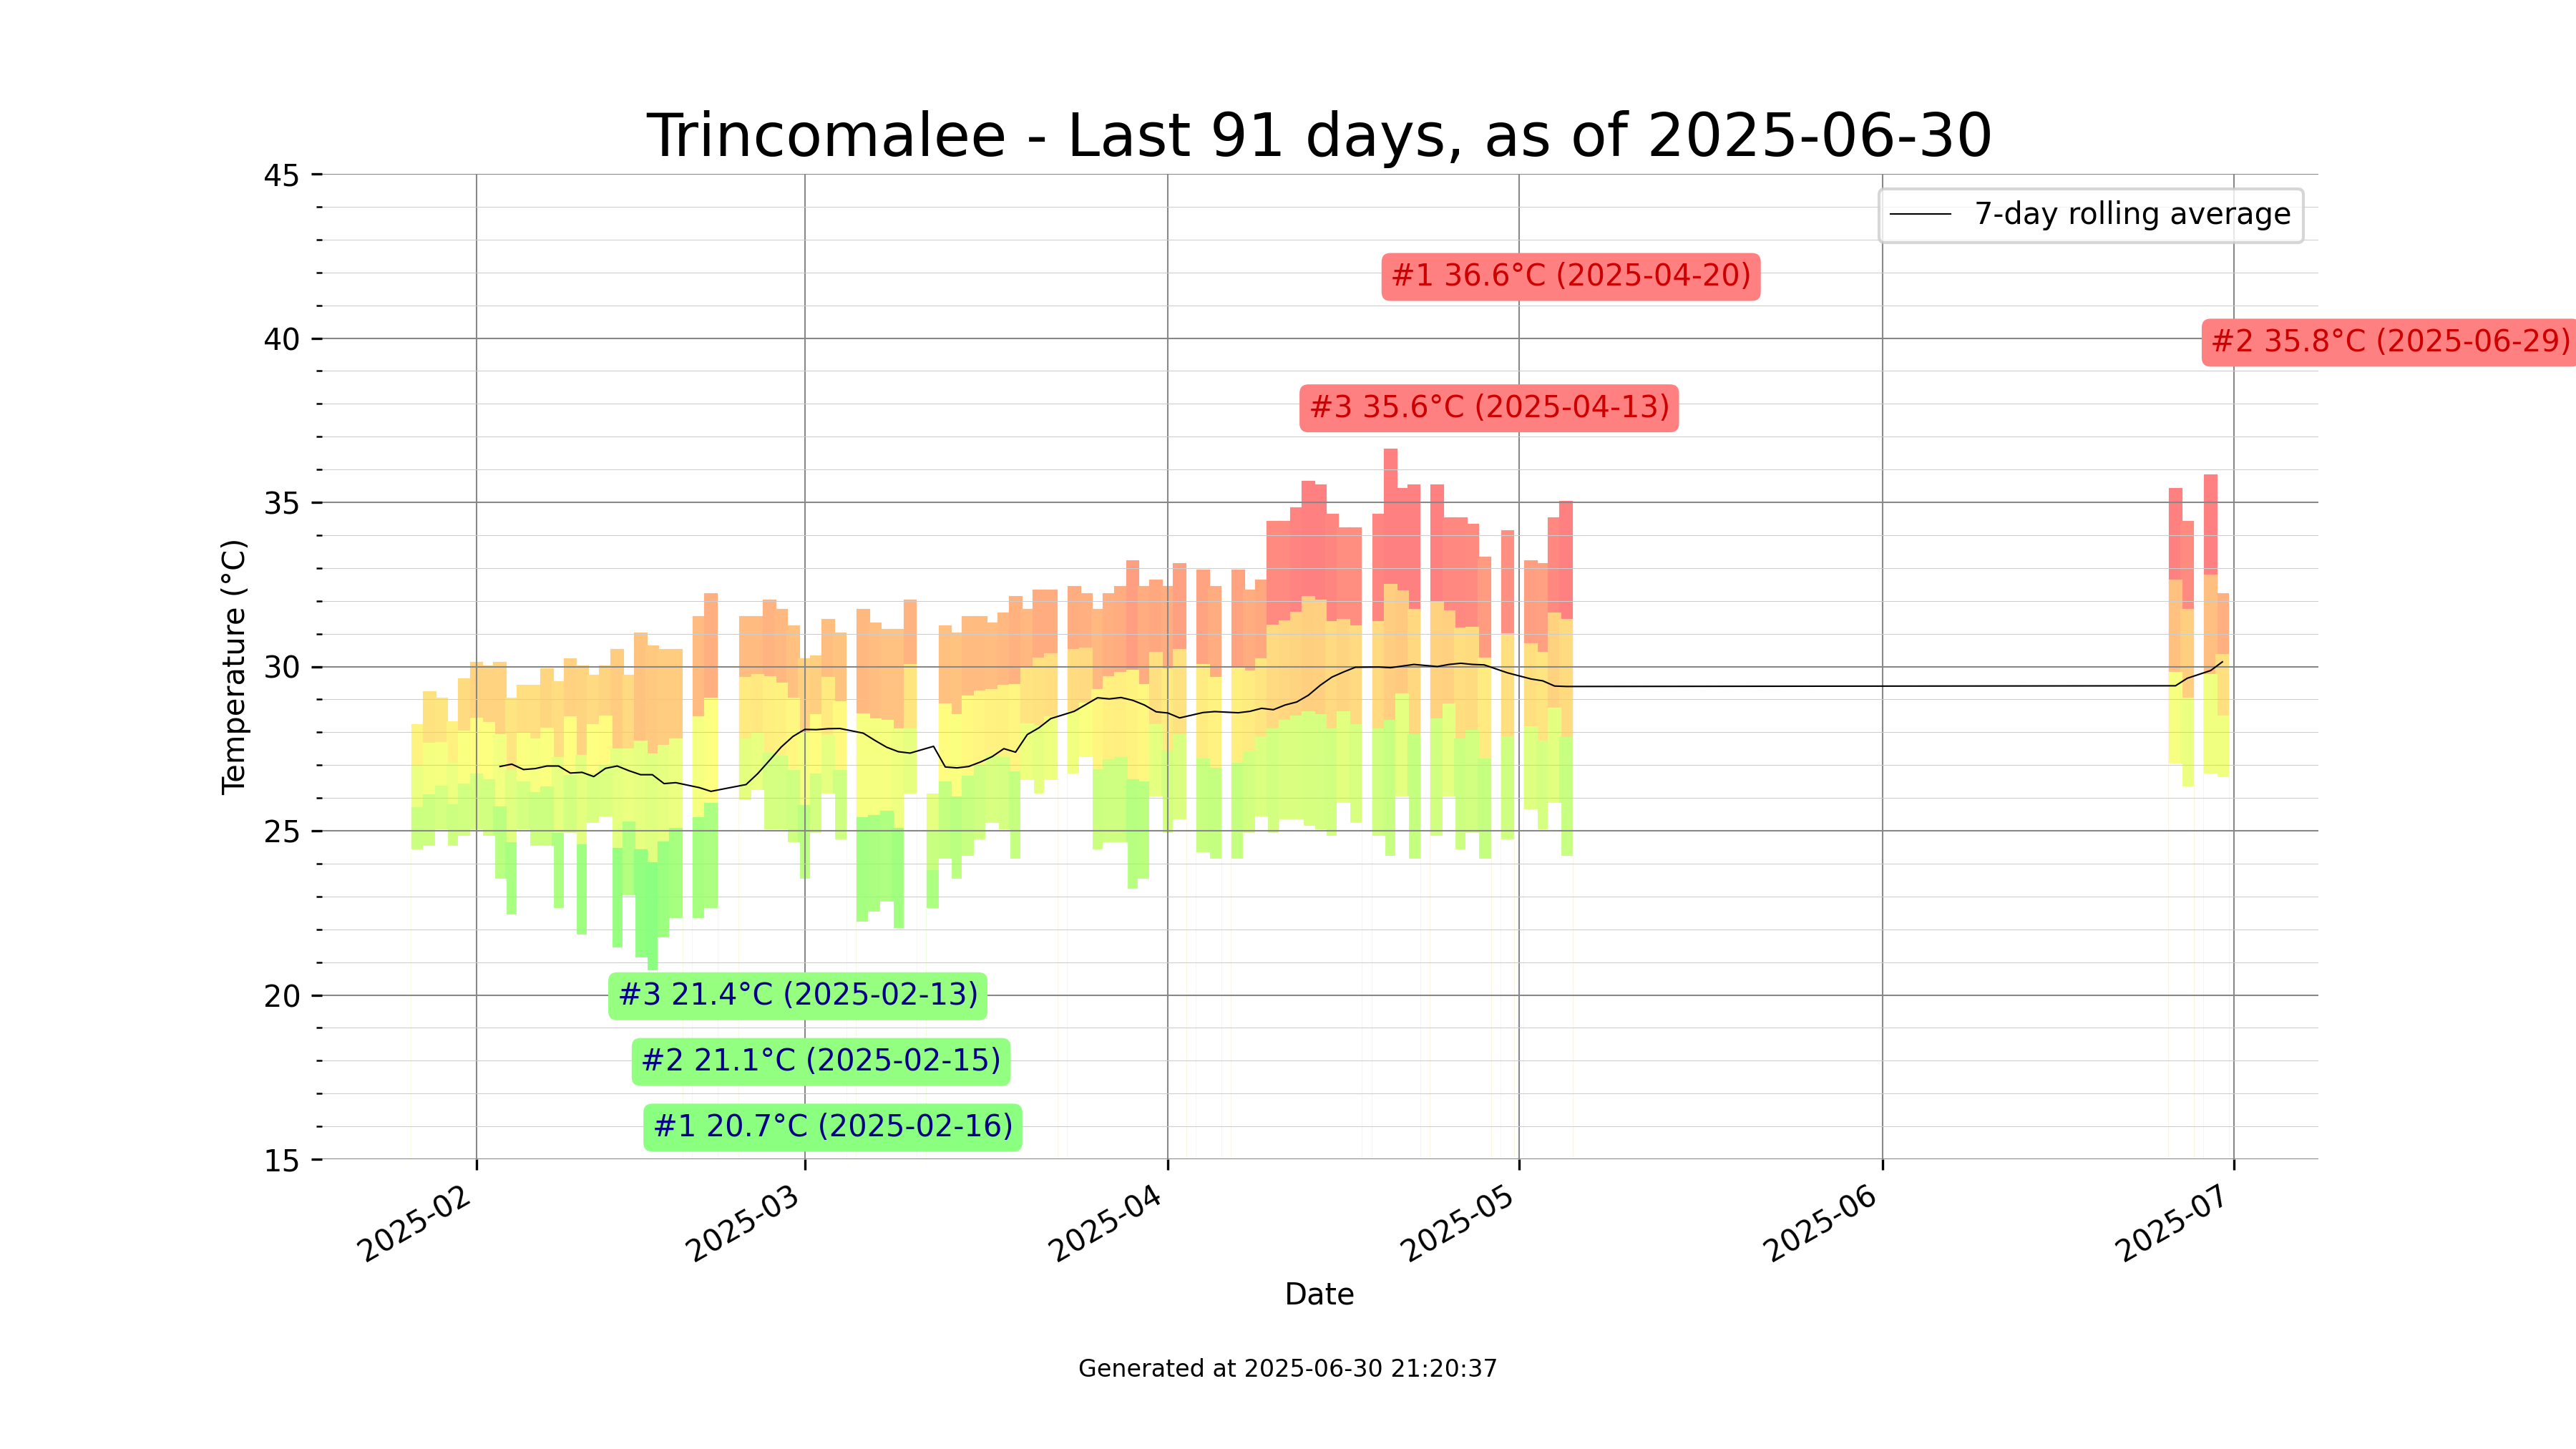 Trincomalee - Last 91 days, as of 2025-06-30
45
7-day rolling average
#1 36.6°C (2025-04-20)
40
#2 35.8°C (2025-06-29)
#3 35.6°C (2025-04-13)
35
Temperature (°C)
30
25
20
#3 21.4°C (2025-02-13)
#2 21.1°C (2025-02-15)
#1 20.7°C (2025-02-16)
15
2025-02
2025-03
2025-04
2025-05
2025-06
2025-07
Date
Generated at 2025-06-30 21:20:37